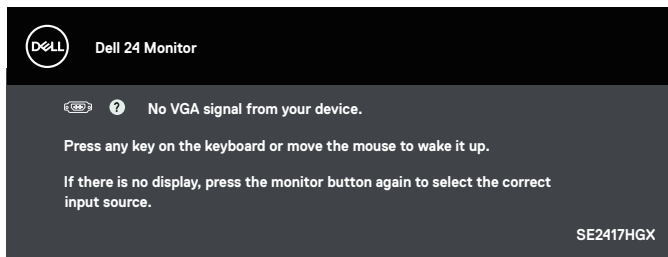 DELL
Dell 24 Monitor
? No VGA signal from your device.
Press any key on the keyboard or move the mouse to wake it up.
If there is no display, press the monitor button again to select the correct
input source.
SE2417HGX